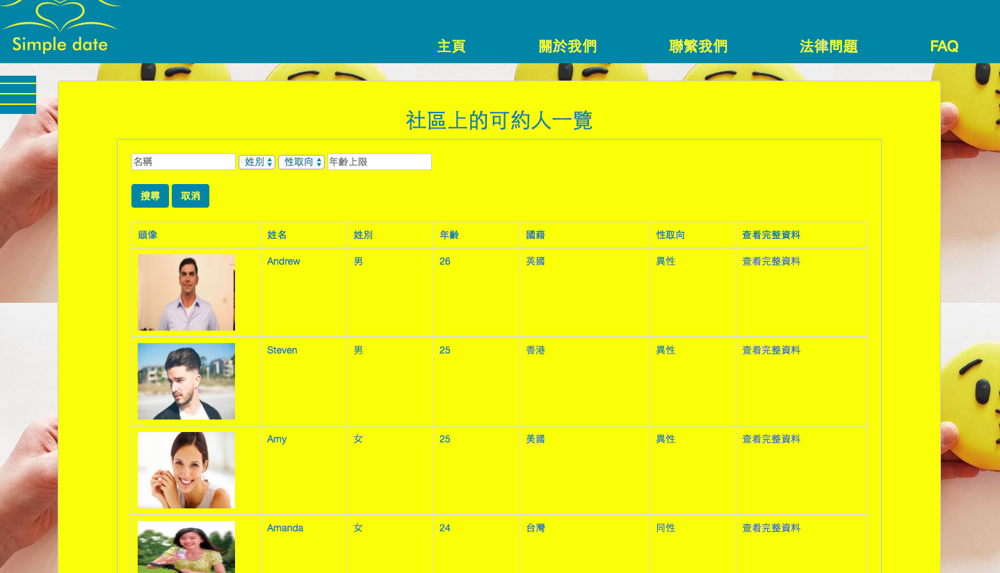 Simple date
主頁 關於我們 聯繁我們 法律問題 FAQ
社區上的可約人一覽
名稱 姓別 性取向 年齡上限
搜尋 取消
頭像 姓名 姓別 年齡 國藉 性取向 查看完整資料
Andrew 男 26 英國 異性 查看完整資料
Steven 男 25 香港 異性 查看完整資料
Amy 女 25 美國 異性 查看完整資料
Amanda 女 24 台灣 同性 查看完整資料